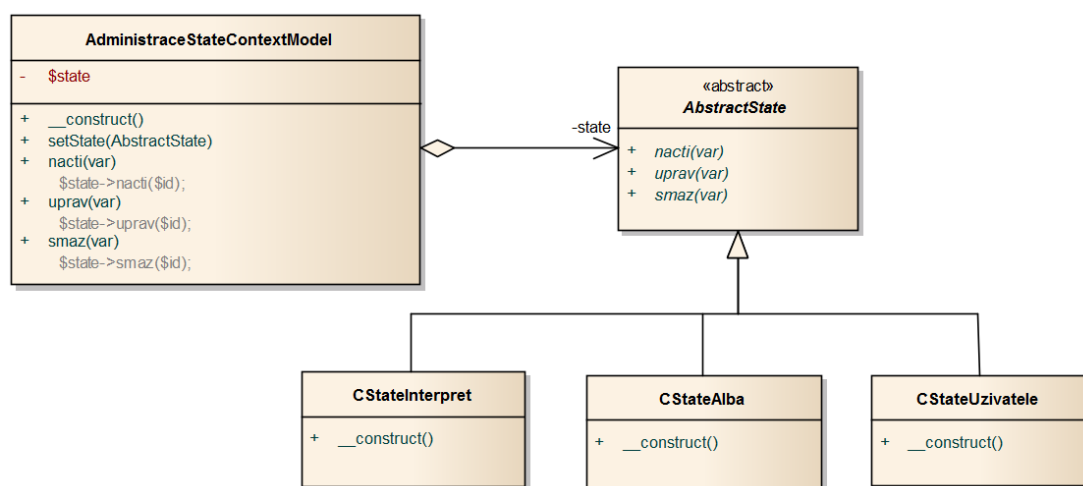 AdministraceStateContextModel
- $state
+ __construct()
+ setState(AbstractState)
+ nacti(var)
$state->nacti($id);
+ uprav(var)
$state->uprav($id);
+ smaz(var)
$state->smaz($id);
-state
«abstract»
AbstractState
+ nacti(var)
+ uprav(var)
+ smaz(var)
CStateInterpret
+ __construct()
CStateAlba
+ __construct()
CStateUzivatele
+ __construct()